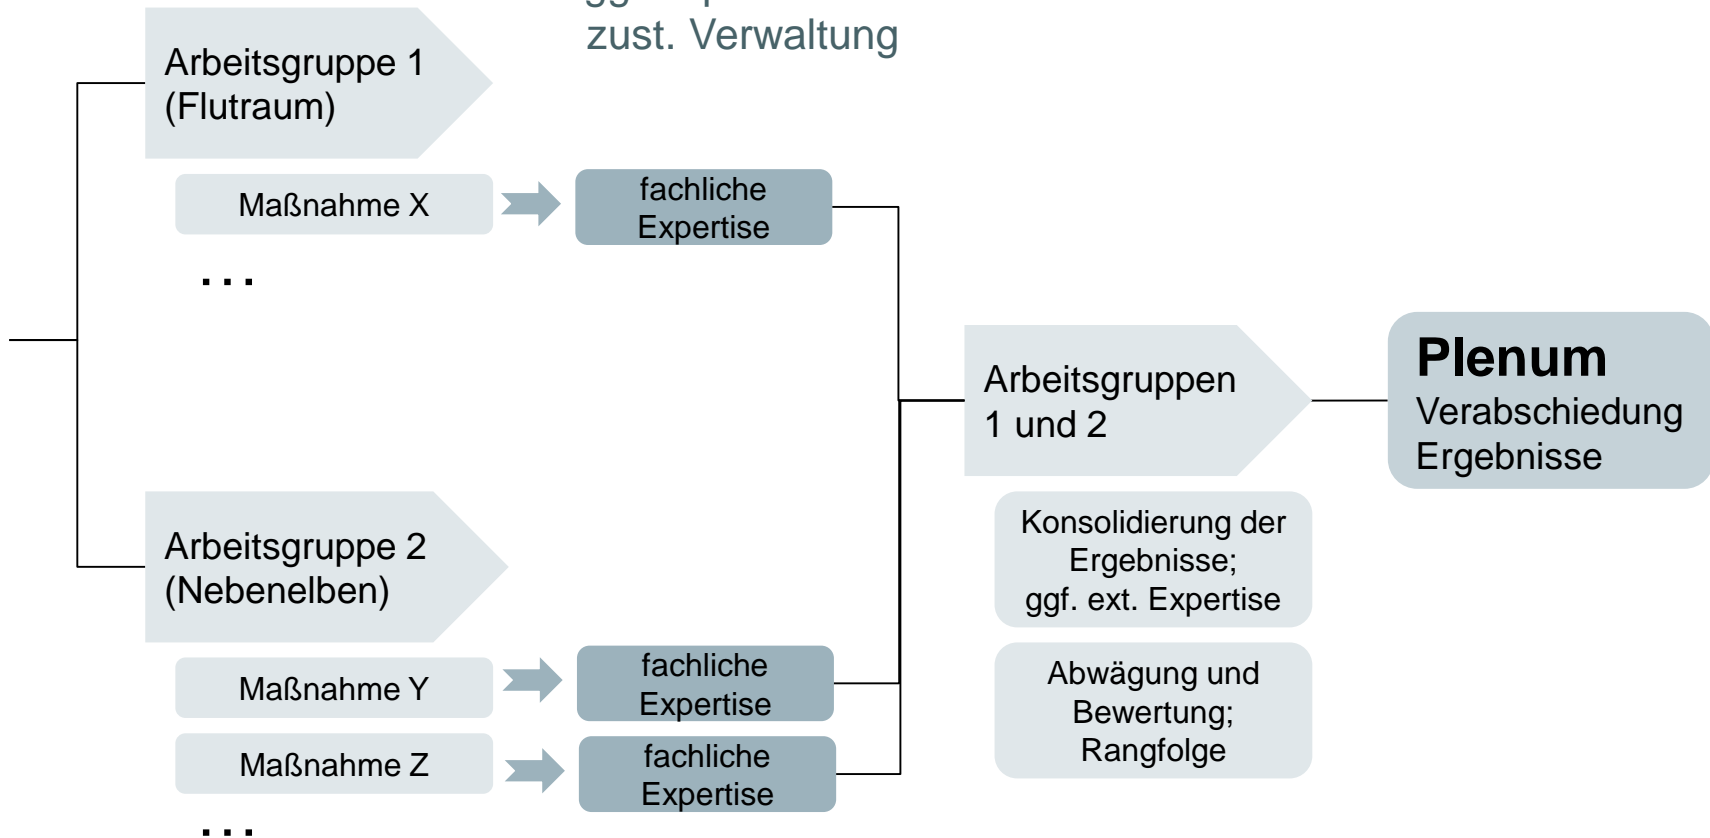 zust. Verwaltung
Arbeitsgruppe 1
(Flutraum)
Maßnahme X
fachliche
Expertise
...
Arbeitsgruppen
1 und 2
Plenum
Verabschiedung
Ergebnisse
Konsolidierung der
Ergebnisse;
ggf. ext. Expertise
Abwägung und
Bewertung;
Rangfolge
Arbeitsgruppe 2
(Nebenelben)
Maßnahme Y
fachliche
Expertise
Maßnahme Z
fachliche
Expertise
...